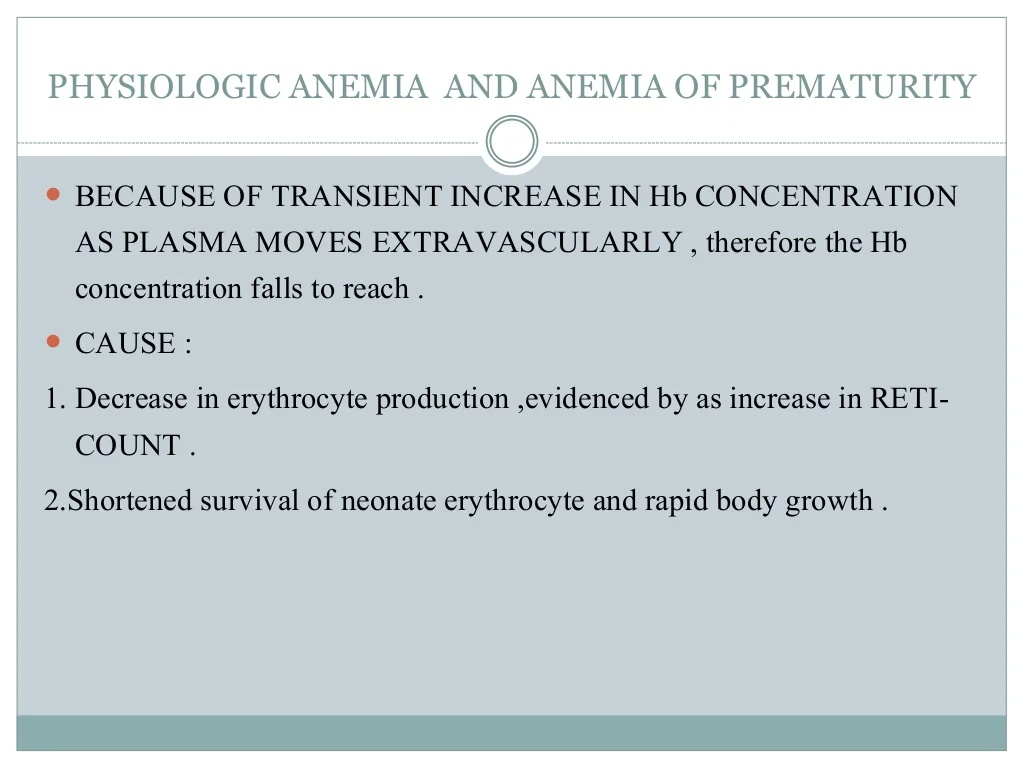 PHYSIOLOGIC ANEMIA AND ANEMIA OF PREMATURITY
• BECAUSE OF TRANSIENT INCREASE IN Hb CONCENTRATION
AS PLASMA MOVES EXTRAVASCULARLY , therefore the Hb
concentration falls to reach .
• CAUSE :
1. Decrease in erythrocyte production ,evidenced by as increase in RETI-
COUNT .
2.Shortened survival of neonate erythrocyte and rapid body growth .